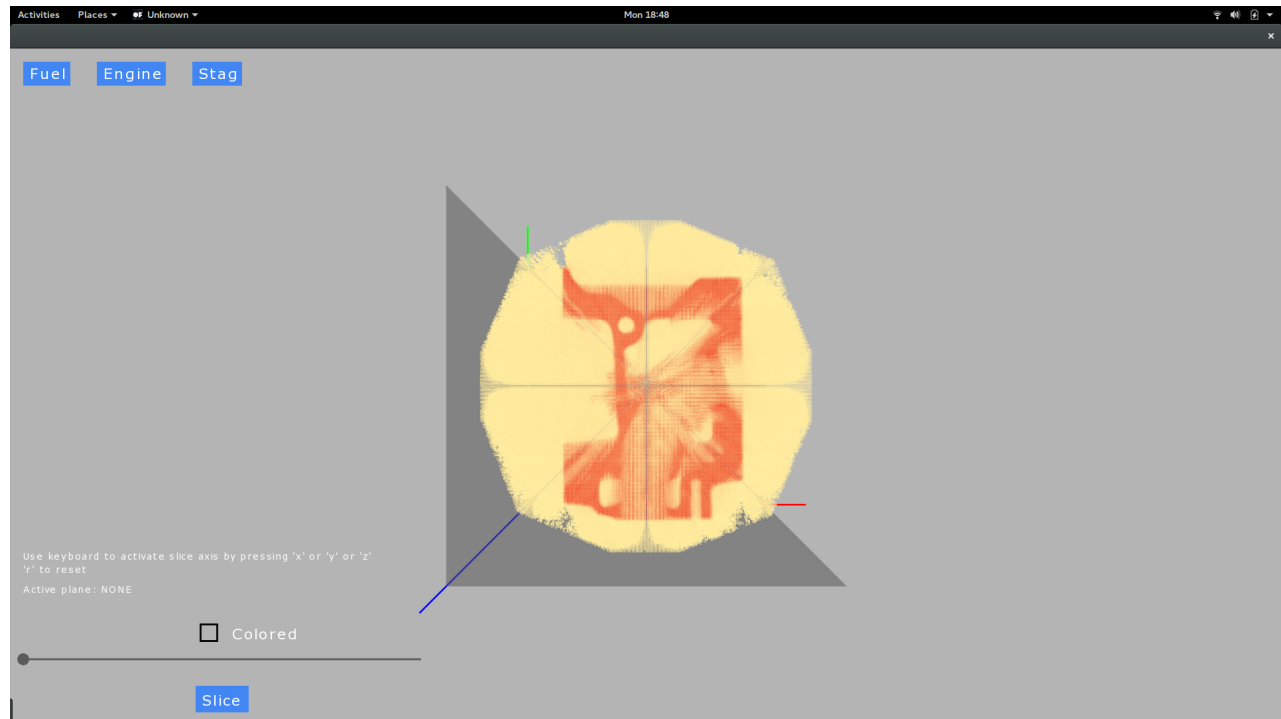 Activities Places Unknown Mon 18:48
×
Fuel Engine Stag
Use keyboard to activate slice axis by pressing 'x' or 'y' or 'z'
'r' to reset
Active plane: NONE
Colored
Slice